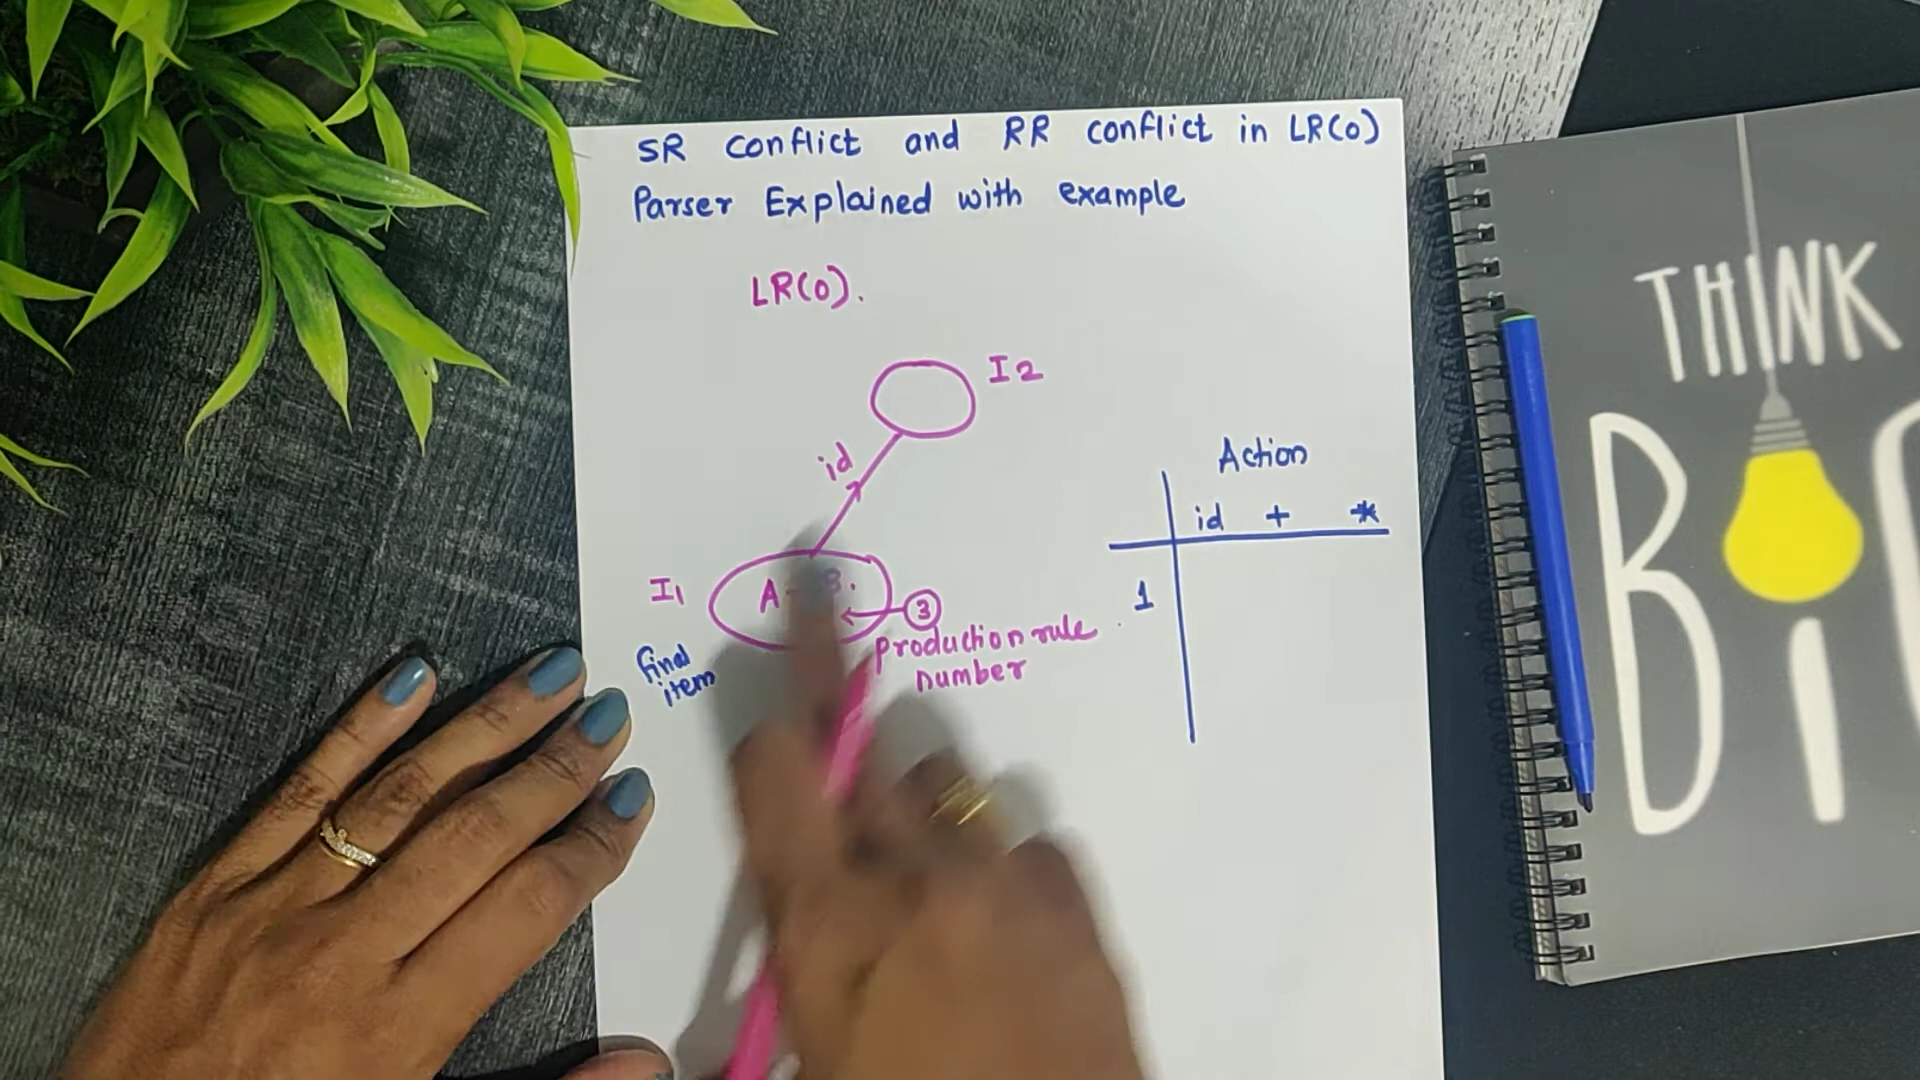 SR conflict and RR conflict in LR(0)
Parser Explained with example
LR(0).
I2
id
Action
id + *
I1
A B.
3
1
Production rule
number
final
item
THINK